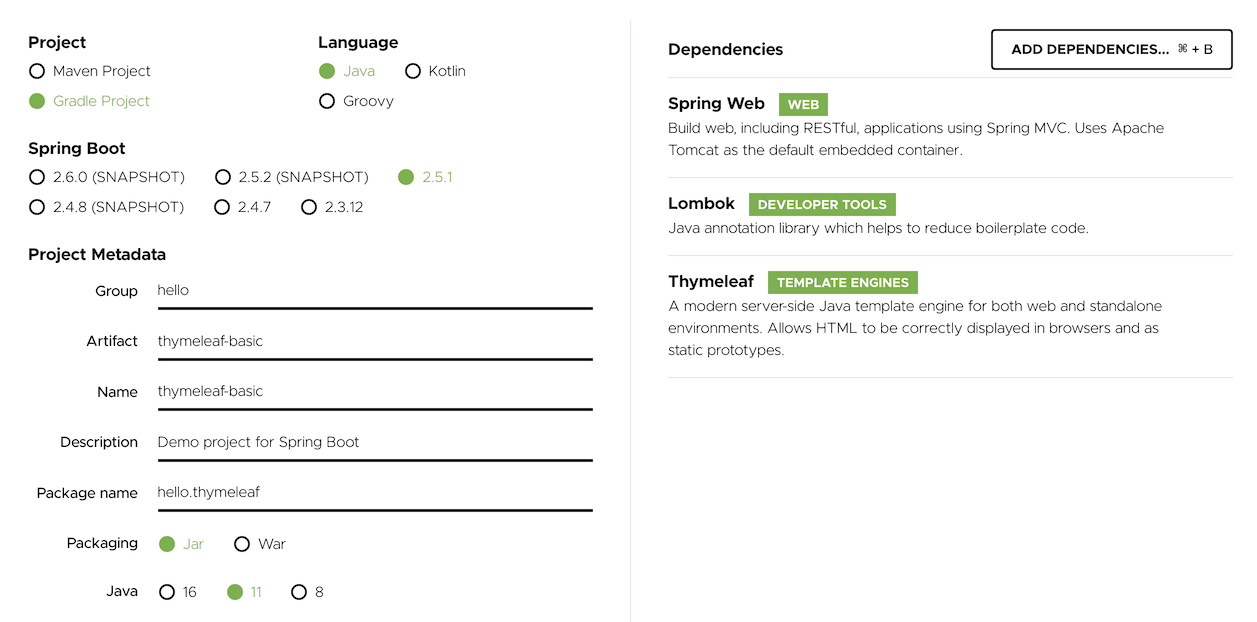 Project
Maven Project
Gradle Project
Language
Java Kotlin
Groovy
Spring Boot
2.6.0 (SNAPSHOT) 2.5.2 (SNAPSHOT) 2.5.1
2.4.8 (SNAPSHOT) 2.4.7 2.3.12
Project Metadata
Group hello
Artifact thymeleaf-basic
Name thymeleaf-basic
Description Demo project for Spring Boot
Package name hello.thymeleaf
Packaging Jar War
Java 16 11 8
Dependencies ADD DEPENDENCIES... ⌘ + B
Spring Web WEB
Build web, including RESTful, applications using Spring MVC. Uses Apache
Tomcat as the default embedded container.
Lombok DEVELOPER TOOLS
Java annotation library which helps to reduce boilerplate code.
Thymeleaf TEMPLATE ENGINES
A modern server-side Java template engine for both web and standalone
environments. Allows HTML to be correctly displayed in browsers and as
static prototypes.